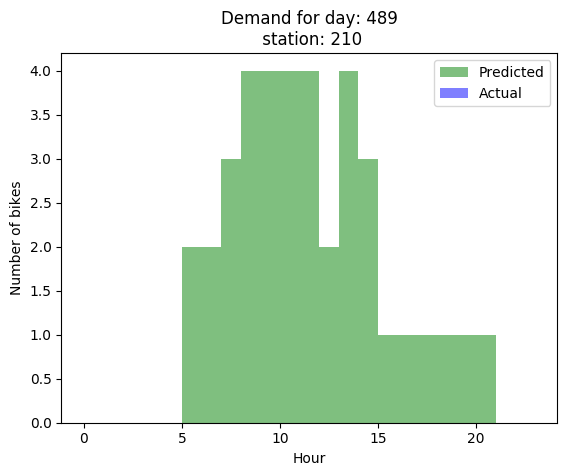 Demand for day: 489
station: 210
Predicted
Actual
4.0
3.5
3.0
2.5
2.0
1.5
1.0
0.5
0.0
Number of bikes
0 5 10 15 20
Hour